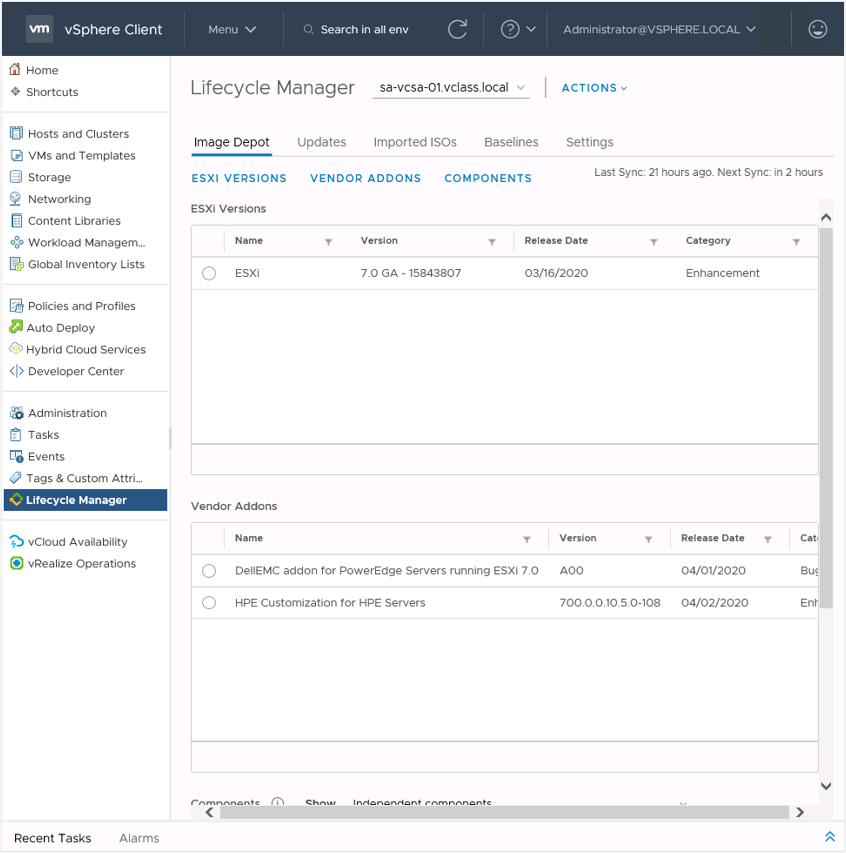 vm vSphere Client Menu Search in all env Administrator@VSPHERE.LOCAL
Home
Shortcuts
Hosts and Clusters
VMs and Templates
Storage
Networking
Content Libraries
Workload Managem...
Global Inventory Lists
Policies and Profiles
Auto Deploy
Hybrid Cloud Services
Developer Center
Administration
Tasks
Events
Tags & Custom Attri...
Lifecycle Manager
vCloud Availability
vRealize Operations
Lifecycle Manager sa-vcsa-01.vclass.local ACTIONS
Image Depot Updates Imported ISOs Baselines Settings
ESXI VERSIONS VENDOR ADDONS COMPONENTS Last Sync: 21 hours ago. Next Sync: in 2 hours
ESXi Versions
Name Version Release Date Category
ESXi 7.0 GA - 15843807 03/16/2020 Enhancement
Vendor Addons
Name Version Release Date Cat
DellEMC addon for PowerEdge Servers running ESXi 7.0 A00 04/01/2020 Bug
HPE Customization for HPE Servers 700.0.0.10.5.0-108 04/02/2020 Enh
Components Show Independent components
Recent Tasks Alarms